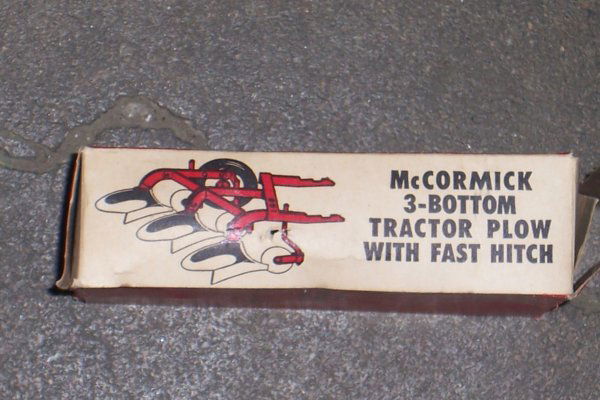 McCORMICK
3-BOTTOM
TRACTOR PLOW
WITH FAST HITCH